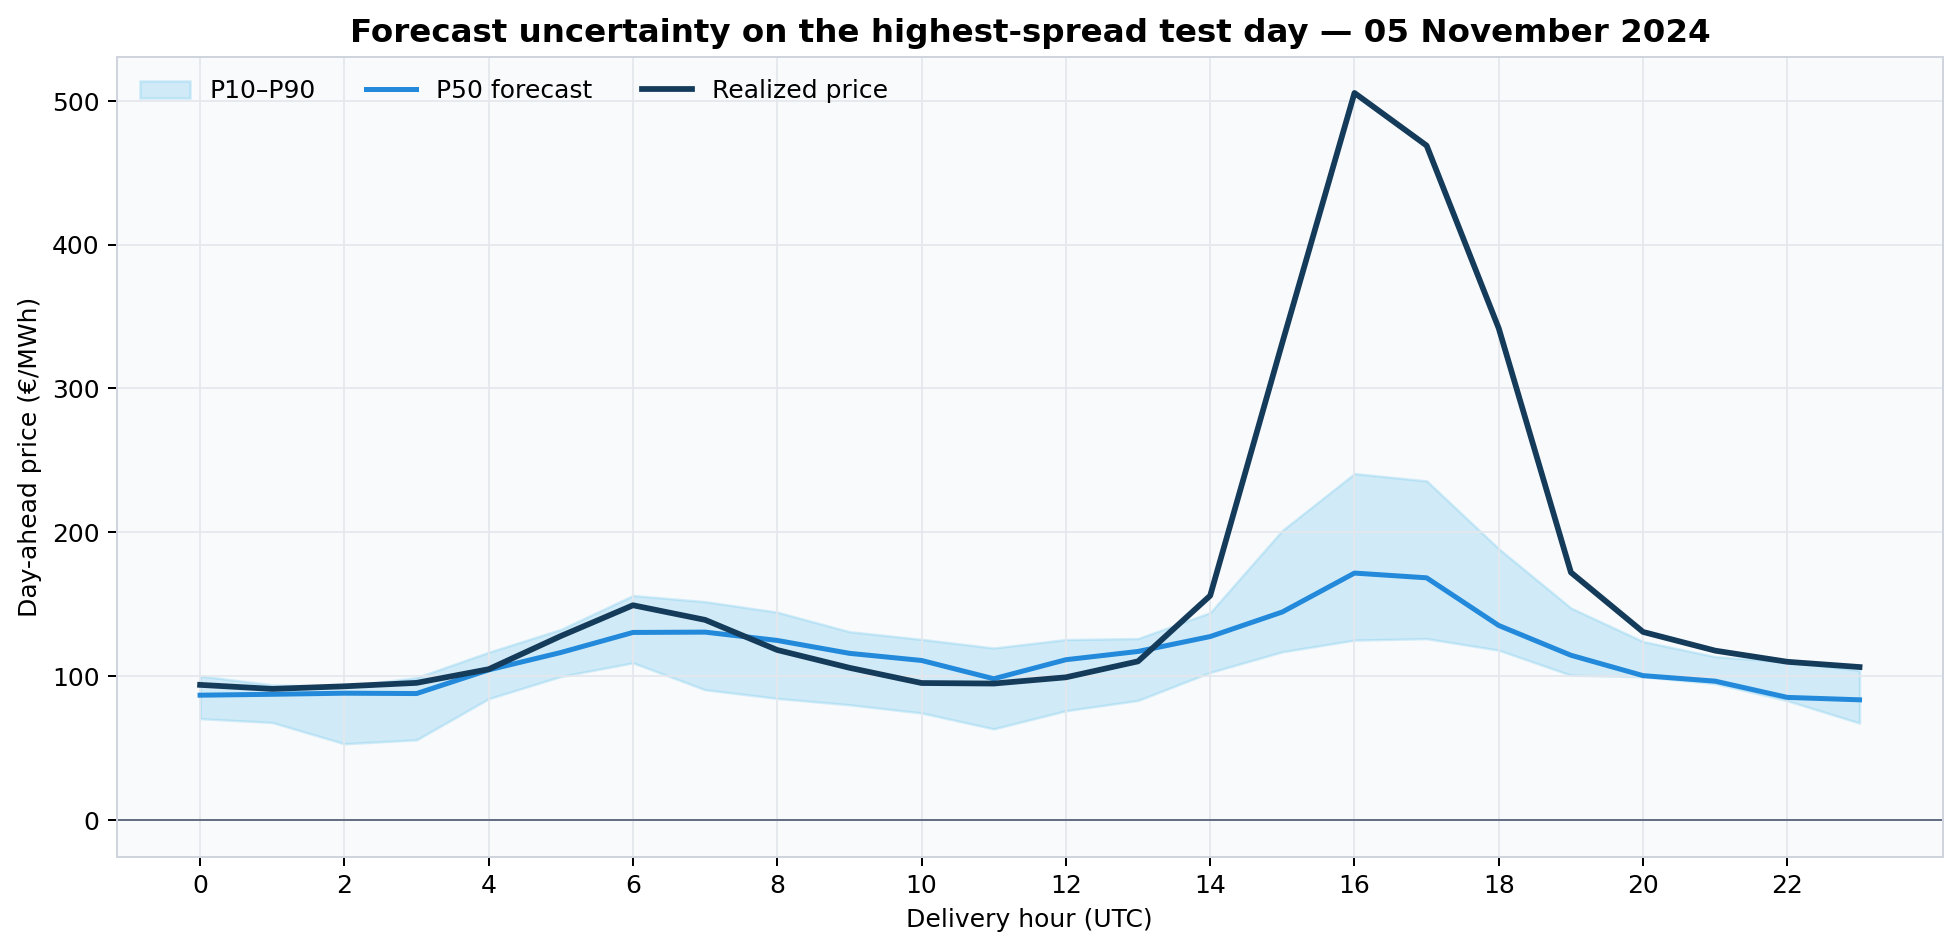 Forecast uncertainty on the highest-spread test day — 05 November 2024
P10–P90 P50 forecast Realized price
Day-ahead price (€/MWh)
500
400
300
200
100
0
0 2 4 6 8 10 12 14 16 18 20 22
Delivery hour (UTC)